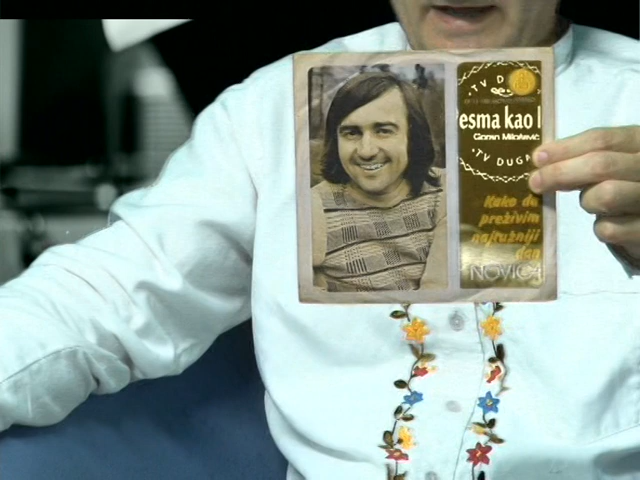 TV D
esma kao l
Goran Milošević
TV DUGA
Kako da
preživim
najtužniji
dan
NOVICA